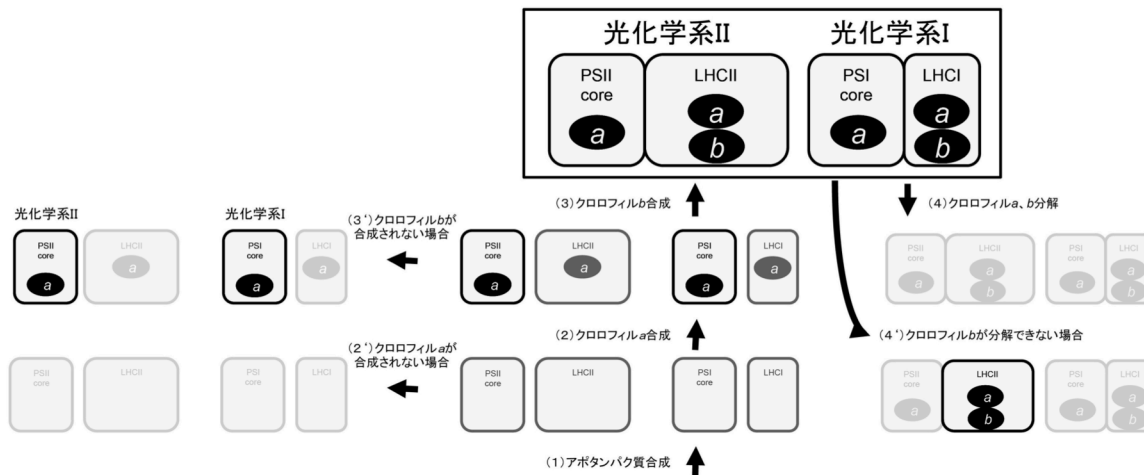 光化学系II
光化学系I
PSII
core
a
LHCII
a
b
PSI
core
a
LHCI
a
b
(3)クロロフィルb合成
(4)クロロフィルa、b分解
光化学系II
光化学系I
(3')クロロフィルbが
合成されない場合
PSII
core
a
LHCII
a
PSI
core
a
LHCI
a
PSII
core
a
LHCII
a
PSI
core
a
LHCI
a
PSII
core
a
LHCII
a
b
PSI
core
a
LHCI
a
b
(2)クロロフィルa合成
(4')クロロフィルbが分解できない場合
(2')クロロフィルaが
合成されない場合
PSII
core
LHCII
PSI
core
LHCI
PSII
core
LHCII
PSI
core
LHCI
PSII
core
a
LHCII
a
b
PSI
core
a
LHCI
a
b
(1)アポタンパク質合成